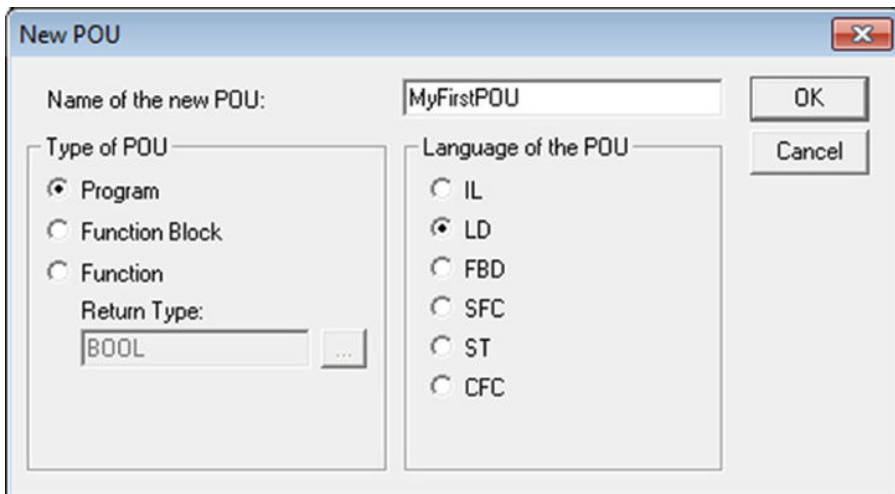 New POU
Name of the new POU:
MyFirstPOU
OK
Cancel
Type of POU
Program
Function Block
Function
Return Type:
BOOL
...
Language of the POU
IL
LD
FBD
SFC
ST
CFC